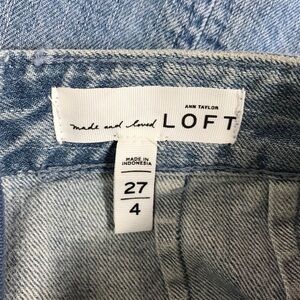 ANN TAYLOR
made and loved LOFT
MADE IN
INDONESIA
27
4